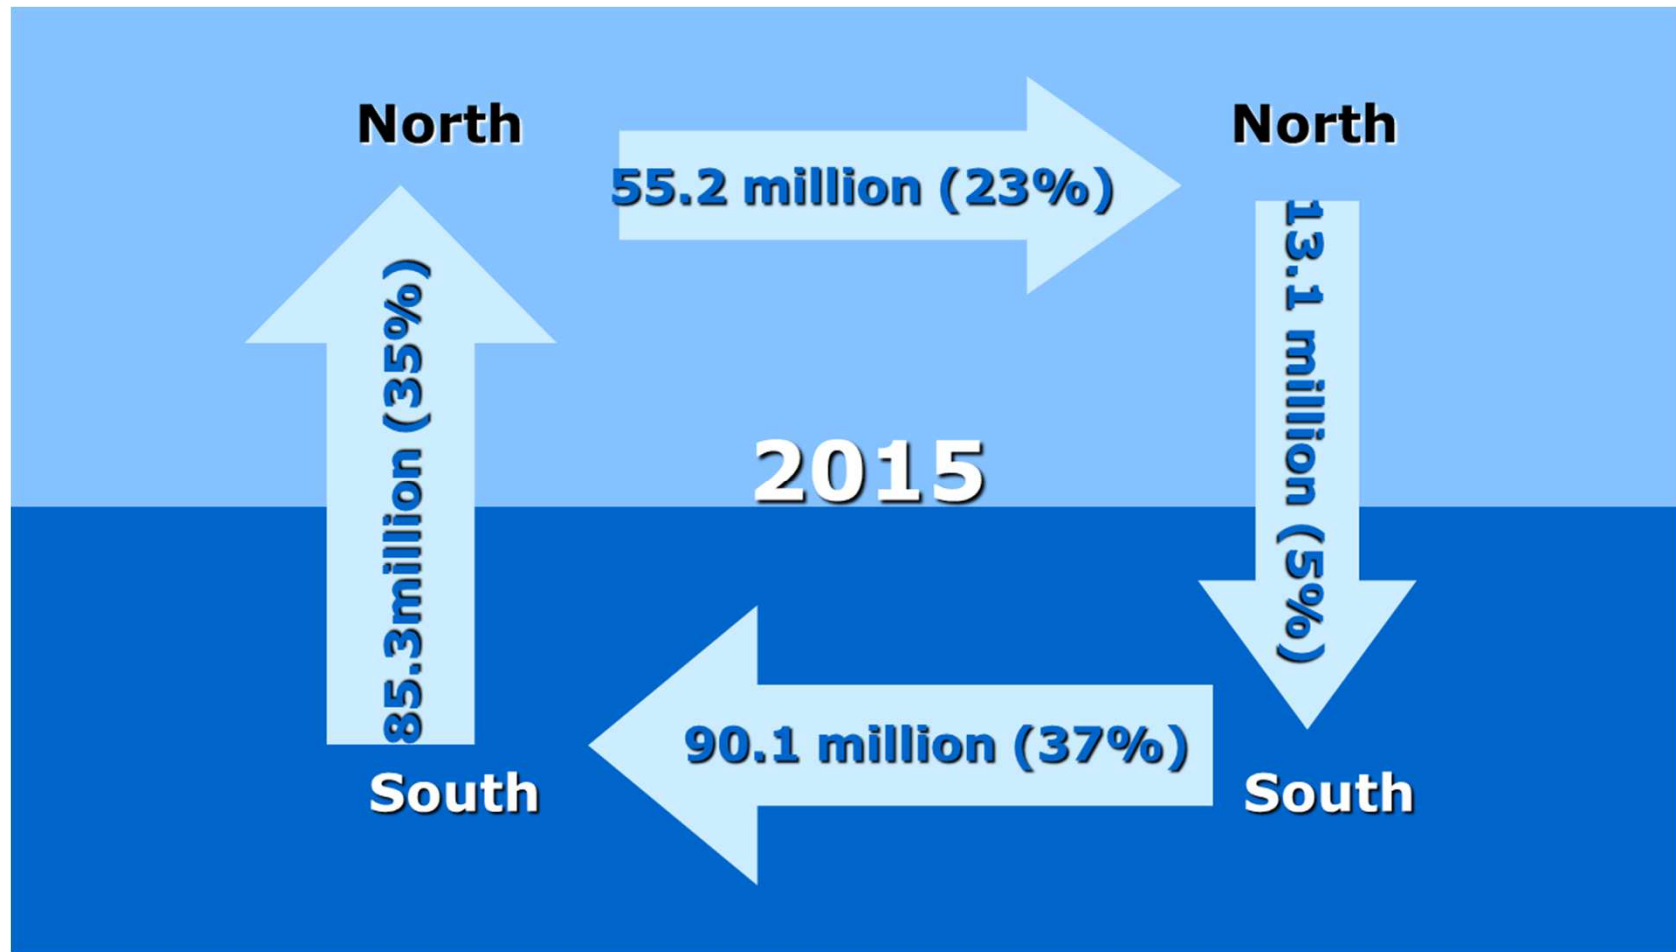 North
North
55.2 million (23%)
13.1 million (5%)
85.3million (35%)
2015
90.1 million (37%)
South
South